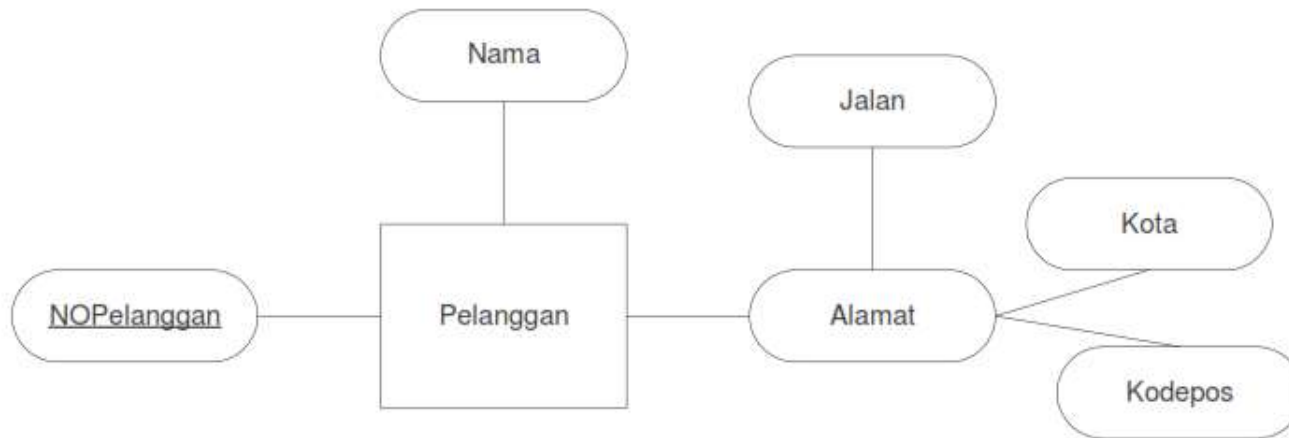 Nama
Jalan
Kota
NOPelanggan
Pelanggan
Alamat
Kodepos